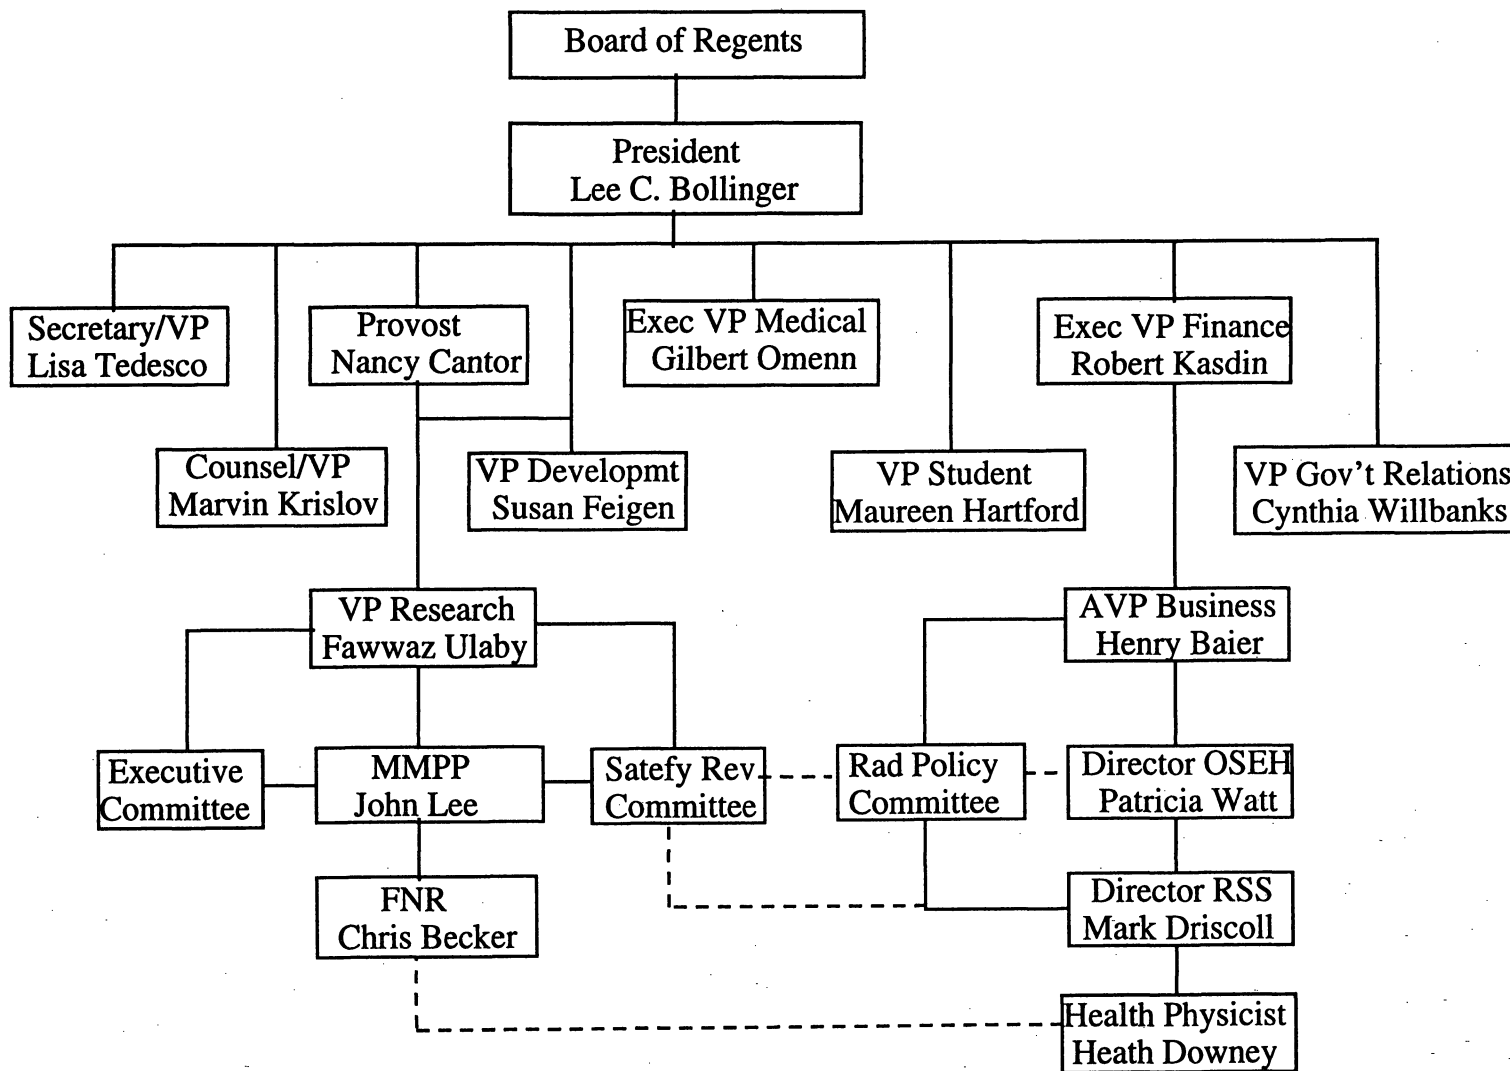 Board of Regents
President
Lee C. Bollinger
Secretary/VP
Lisa Tedesco
Provost
Nancy Cantor
Exec VP Medical
Gilbert Omenn
Exec VP Finance
Robert Kasdin
Counsel/VP
Marvin Krislov
VP Developmt
Susan Feigen
VP Student
Maureen Hartford
VP Gov't Relations
Cynthia Willbanks
VP Research
Fawwaz Ulaby
AVP Business
Henry Baier
Executive
Committee
MMPP
John Lee
Satefy Rev
Committee
Rad Policy
Committee
Director OSEH
Patricia Watt
FNR
Chris Becker
Director RSS
Mark Driscoll
Health Physicist
Heath Downey